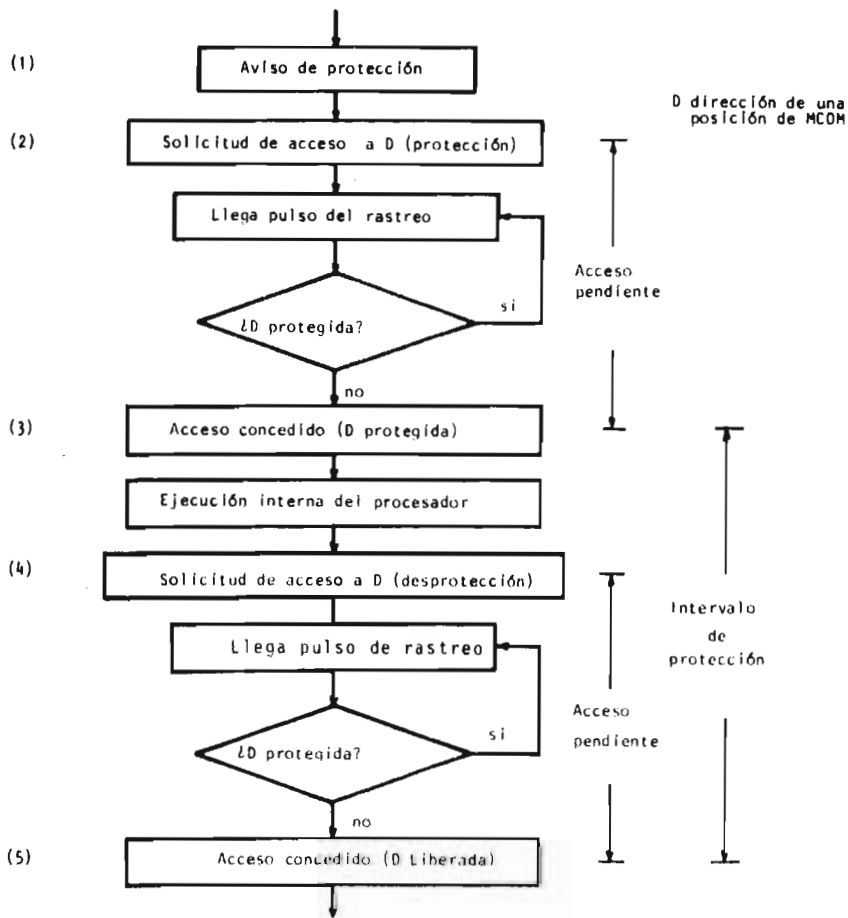 (1)
Aviso de protección
D dirección de una
posición de MCOM
(2)
Solicitud de acceso a D (protección)
Llega pulso del rastreo
Acceso
pendiente
si
¿D protegida?
no
(3)
Acceso concedido (D protegida)
Ejecución interna del procesador
(4)
Solicitud de acceso a D (desprotección)
Intervalo
de
protección
Llega pulso de rastreo
Acceso
pendiente
si
¿D protegida?
no
(5)
Acceso concedido (D Liberada)